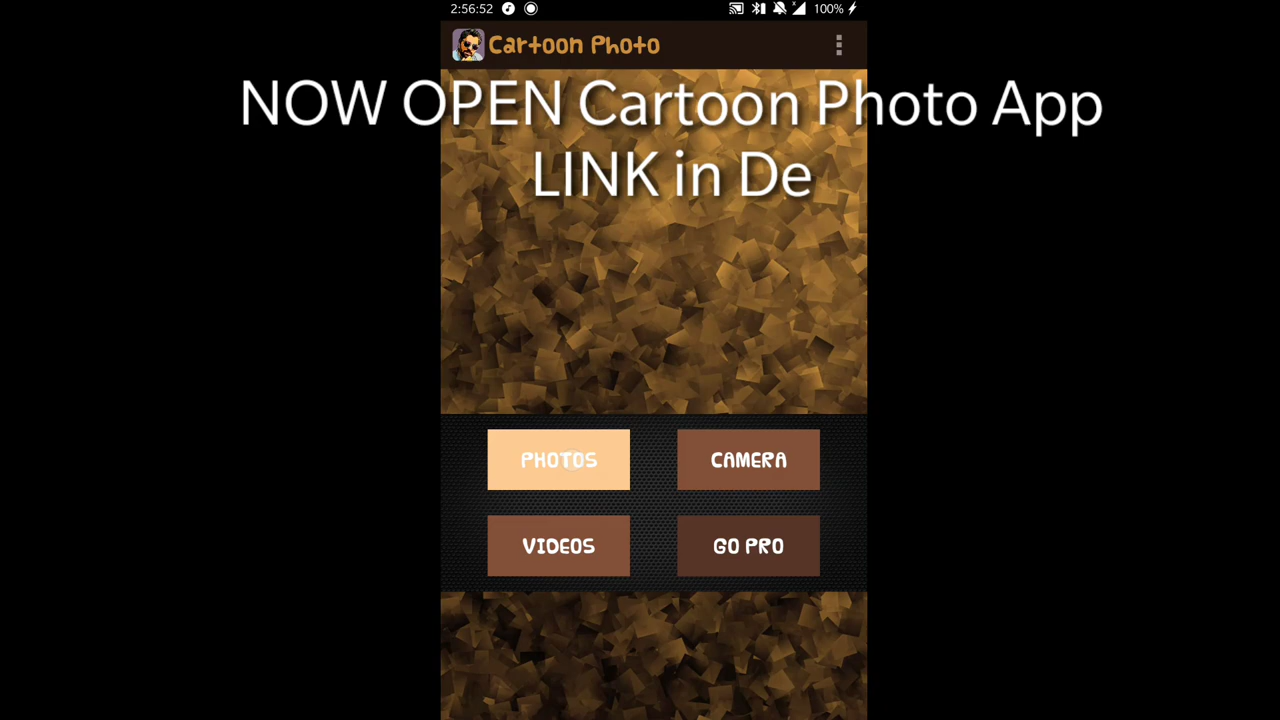 2:56:52
100%
Cartoon Photo
NOW OPEN Cartoon Photo App
LINK in De
PHOTOS
CAMERA
VIDEOS
GO PRO